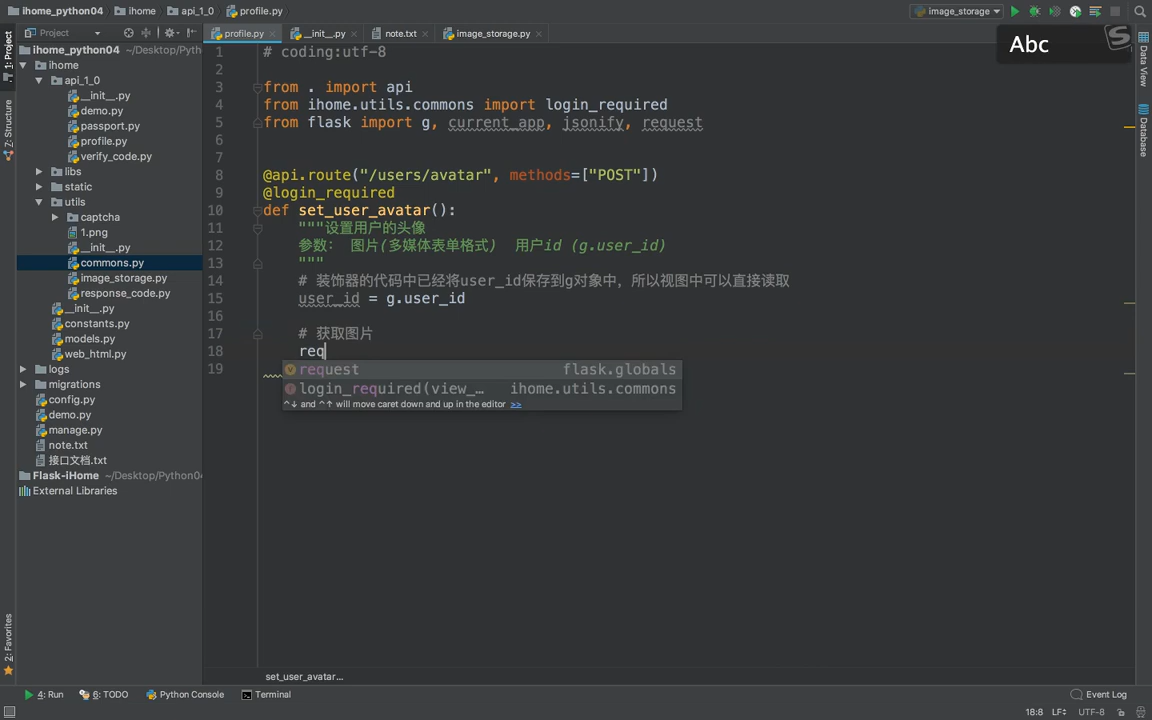 ihome_python04 ihome api_1_0 profile.py image_storage
Project profile.py __init__.py note.txt image_storage.py
Abc
1: Project
Z: Structure
2: Favorites
Data View
Database
ihome_python04 ~/Desktop/Pyth
ihome
api_1_0
__init__.py
demo.py
passport.py
profile.py
verify_code.py
libs
static
utils
captcha
1.png
__init__.py
commons.py
image_storage.py
response_code.py
__init__.py
constants.py
models.py
web_html.py
logs
migrations
config.py
demo.py
manage.py
note.txt
接口文档.txt
Flask-iHome ~/Desktop/Python04
External Libraries
1 # coding:utf-8
2
3 from . import api
4 from ihome.utils.commons import login_required
5 from flask import g, current_app, jsonify, request
6
7
8 @api.route("/users/avatar", methods=["POST"])
9 @login_required
10 def set_user_avatar():
11 """设置用户的头像
12 参数： 图片(多媒体表单格式) 用户id (g.user_id)
13 """
14 # 装饰器的代码中已经将user_id保存到g对象中，所以视图中可以直接读取
15 user_id = g.user_id
16
17 # 获取图片
18 req
19
request flask.globals
login_required(view_… ihome.utils.commons
^↓ and ^↑ will move caret down and up in the editor >>
set_user_avatar...
4: Run 6: TODO Python Console Terminal Event Log
18:8 LF÷ UTF-8